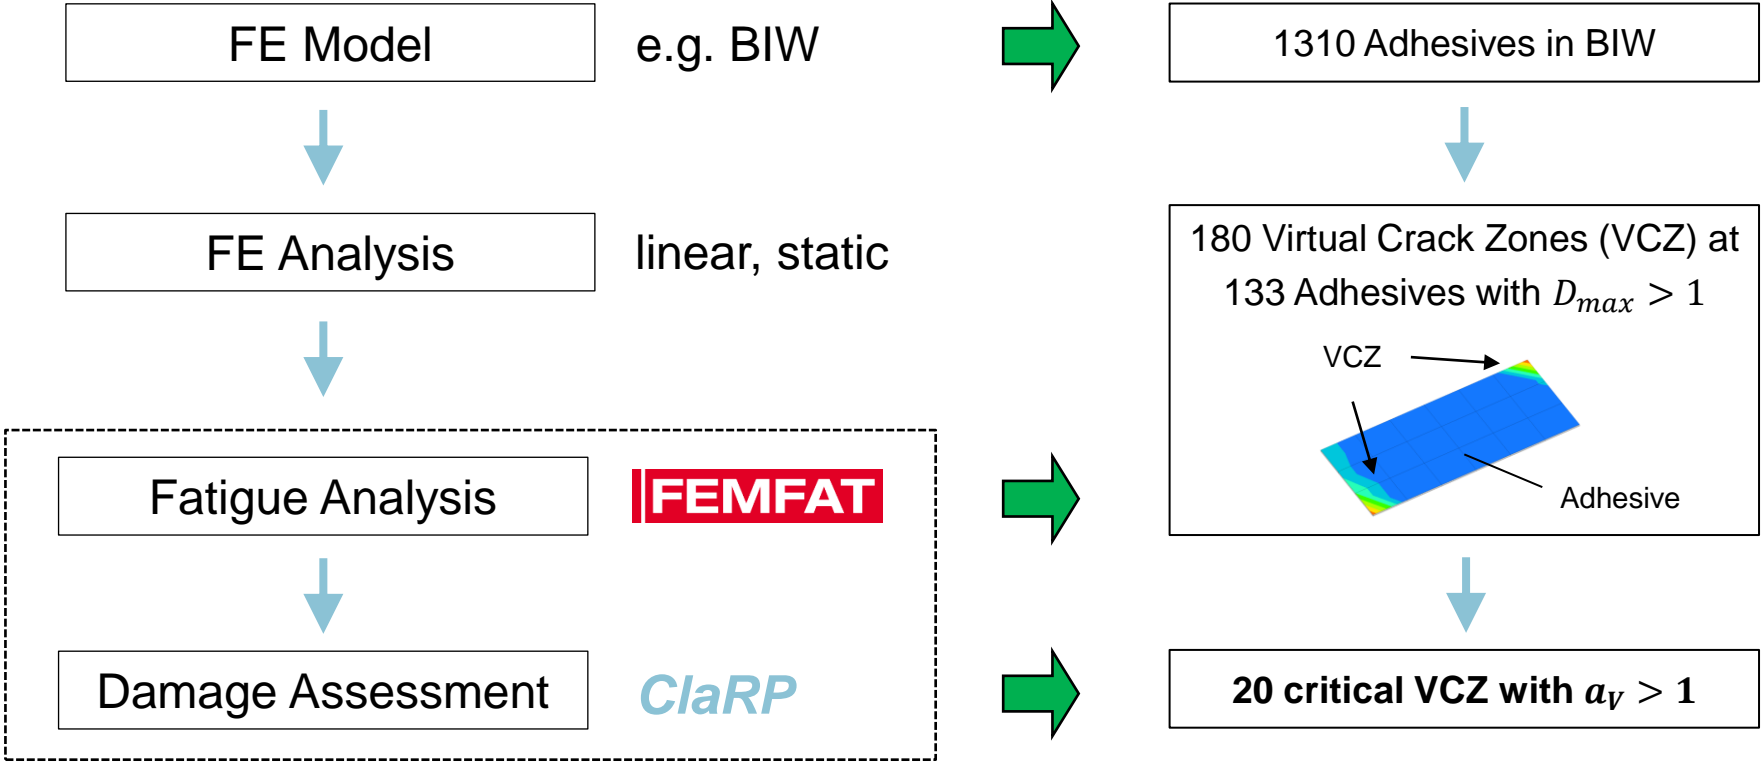 FE Model
e.g. BIW
1310 Adhesives in BIW
FE Analysis
linear, static
180 Virtual Crack Zones (VCZ) at
133 Adhesives with D_max > 1
VCZ
Adhesive
Fatigue Analysis
FEMFAT
Damage Assessment
ClaRP
20 critical VCZ with a_V > 1